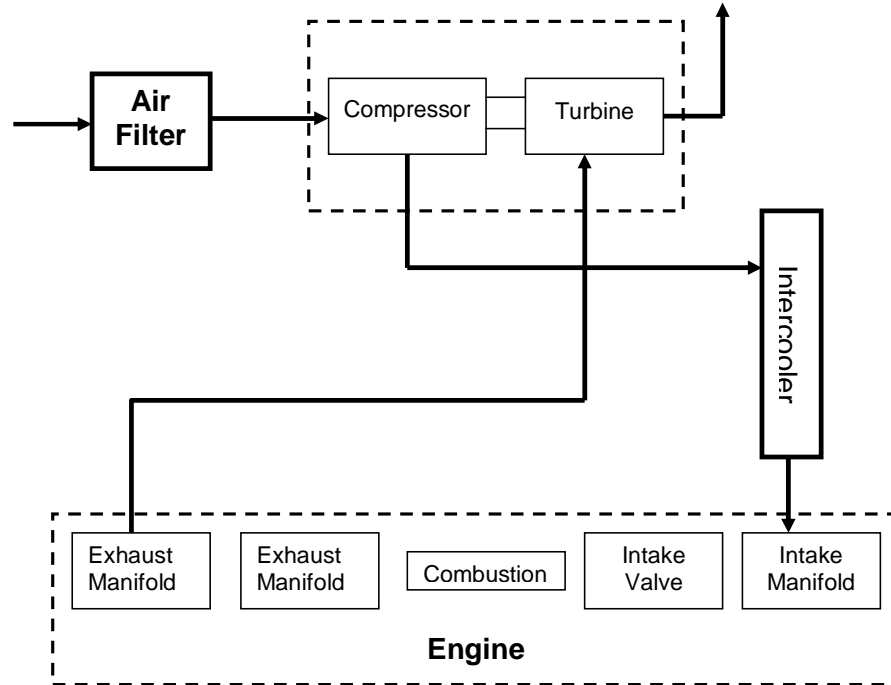 Air
Filter
Compressor
Turbine
Intercooler
Exhaust
Manifold
Exhaust
Manifold
Combustion
Intake
Valve
Intake
Manifold
Engine